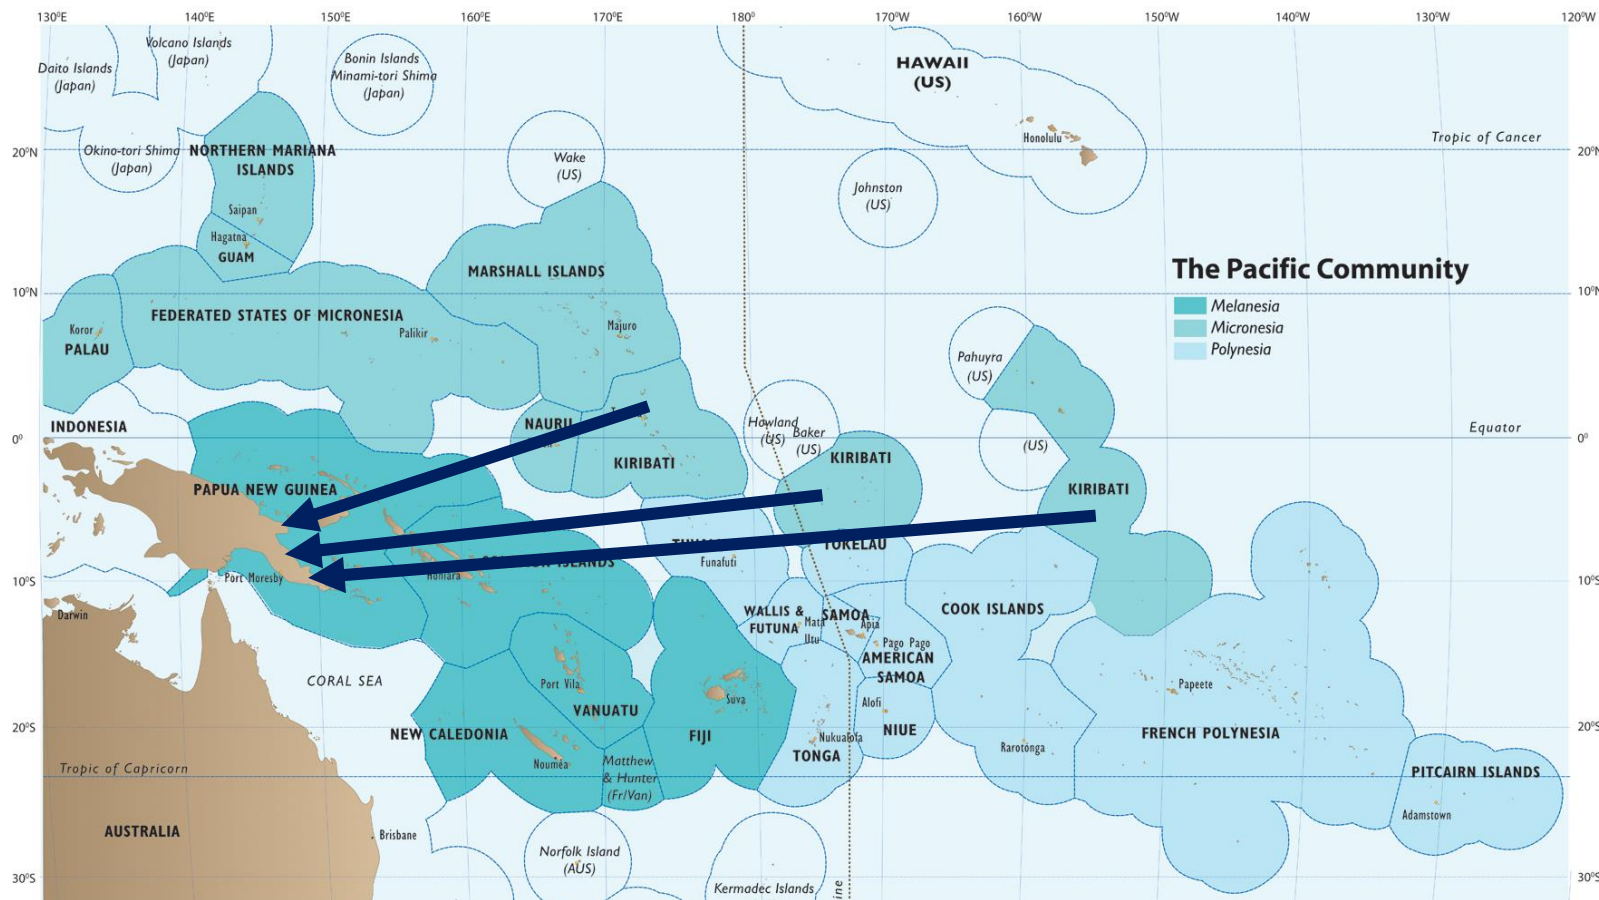 130°E
140°E
150°E
160°E
170°E
180°
170°W
160°W
150°W
140°W
130°W
120°W
Volcano Islands
(Japan)
Daito Islands
(Japan)
Bonin Islands
Minami-tori Shima
(Japan)
HAWAII
(US)
Honolulu
Tropic of Cancer
20°N
20°N
Okino-tori Shima
(Japan)
NORTHERN MARIANA
ISLANDS
Saipan
Wake
(US)
Johnston
(US)
Hagatna
GUAM
MARSHALL ISLANDS
Majuro
The Pacific Community
Melanesia
Micronesia
Polynesia
10°N
10°N
FEDERATED STATES OF MICRONESIA
Palikir
Koror
PALAU
Pahuyra
(US)
INDONESIA
NAURU
Howland
(US)
Baker
(US)
(US)
Equator
0°
0°
KIRIBATI
KIRIBATI
KIRIBATI
PAPUA NEW GUINEA
TOKELAU
Funafuti
ISLANDS
Honiara
Port Moresby
10°S
10°S
Darwin
WALLIS &
FUTUNA
Mata
Utu
SAMOA
Apia
Pago Pago
AMERICAN
SAMOA
COOK ISLANDS
CORAL SEA
Port Vila
VANUATU
Suva
FIJI
Alofi
NIUE
Papeete
FRENCH POLYNESIA
20°S
20°S
NEW CALEDONIA
Nouméa
Matthew
& Hunter
(Fr/Van)
Nukualofa
TONGA
Rarotonga
Tropic of Capricorn
PITCAIRN ISLANDS
Adamstown
AUSTRALIA
Brisbane
Norfolk Island
(AUS)
Kermadec Islands
30°S
30°S